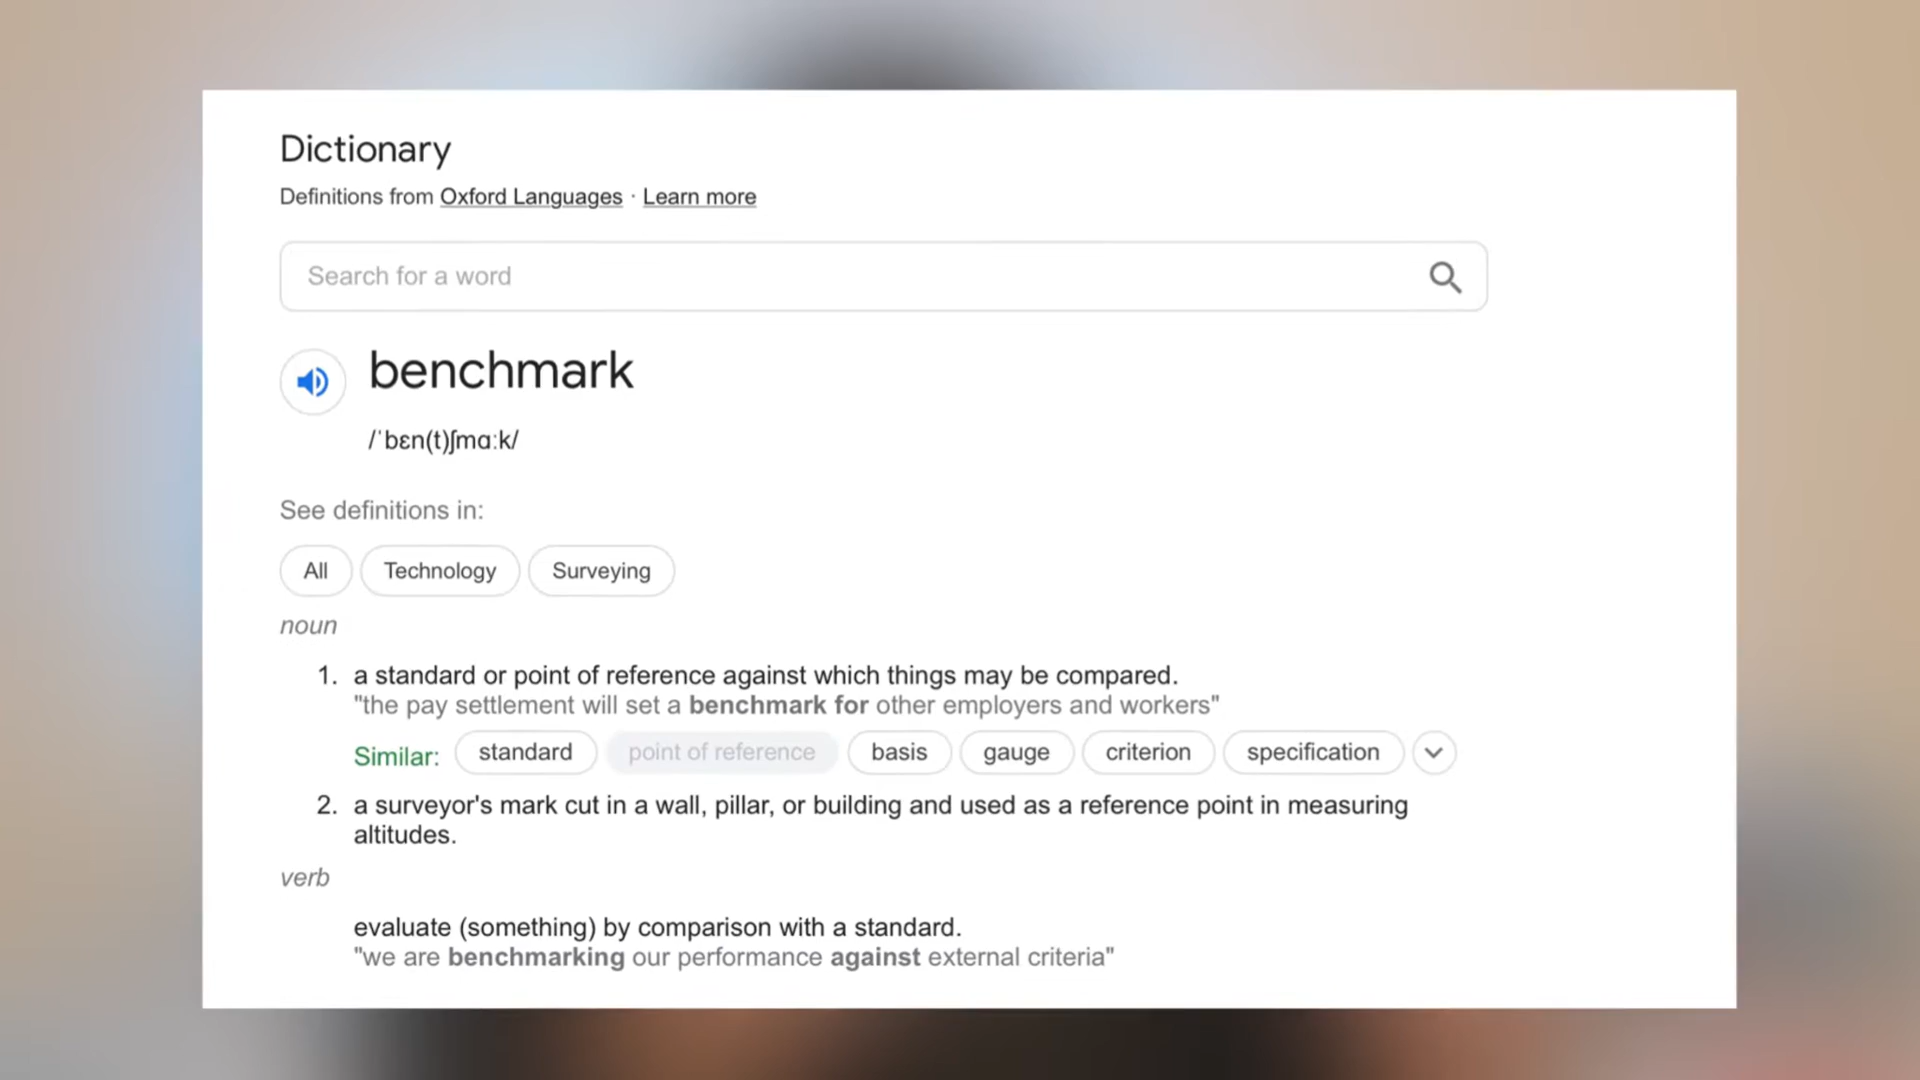 Dictionary
Definitions from Oxford Languages · Learn more
Search for a word
benchmark
/ˈbɛn(t)ʃmɑːk/
See definitions in:
All Technology Surveying
noun
1. a standard or point of reference against which things may be compared.
"the pay settlement will set a benchmark for other employers and workers"
Similar: standard point of reference basis gauge criterion specification
2. a surveyor's mark cut in a wall, pillar, or building and used as a reference point in measuring
altitudes.
verb
evaluate (something) by comparison with a standard.
"we are benchmarking our performance against external criteria"